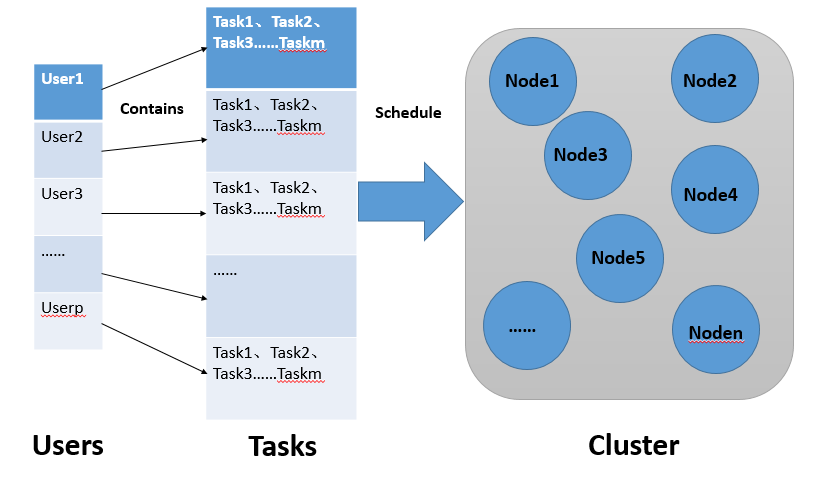 User1
User2
User3
......
Userp
Contains
Task1、Task2、
Task3......Taskm
Task1、Task2、
Task3......Taskm
Task1、Task2、
Task3......Taskm
......
Task1、Task2、
Task3......Taskm
Schedule
Node1
Node2
Node3
Node4
Node5
......
Noden
Users
Tasks
Cluster